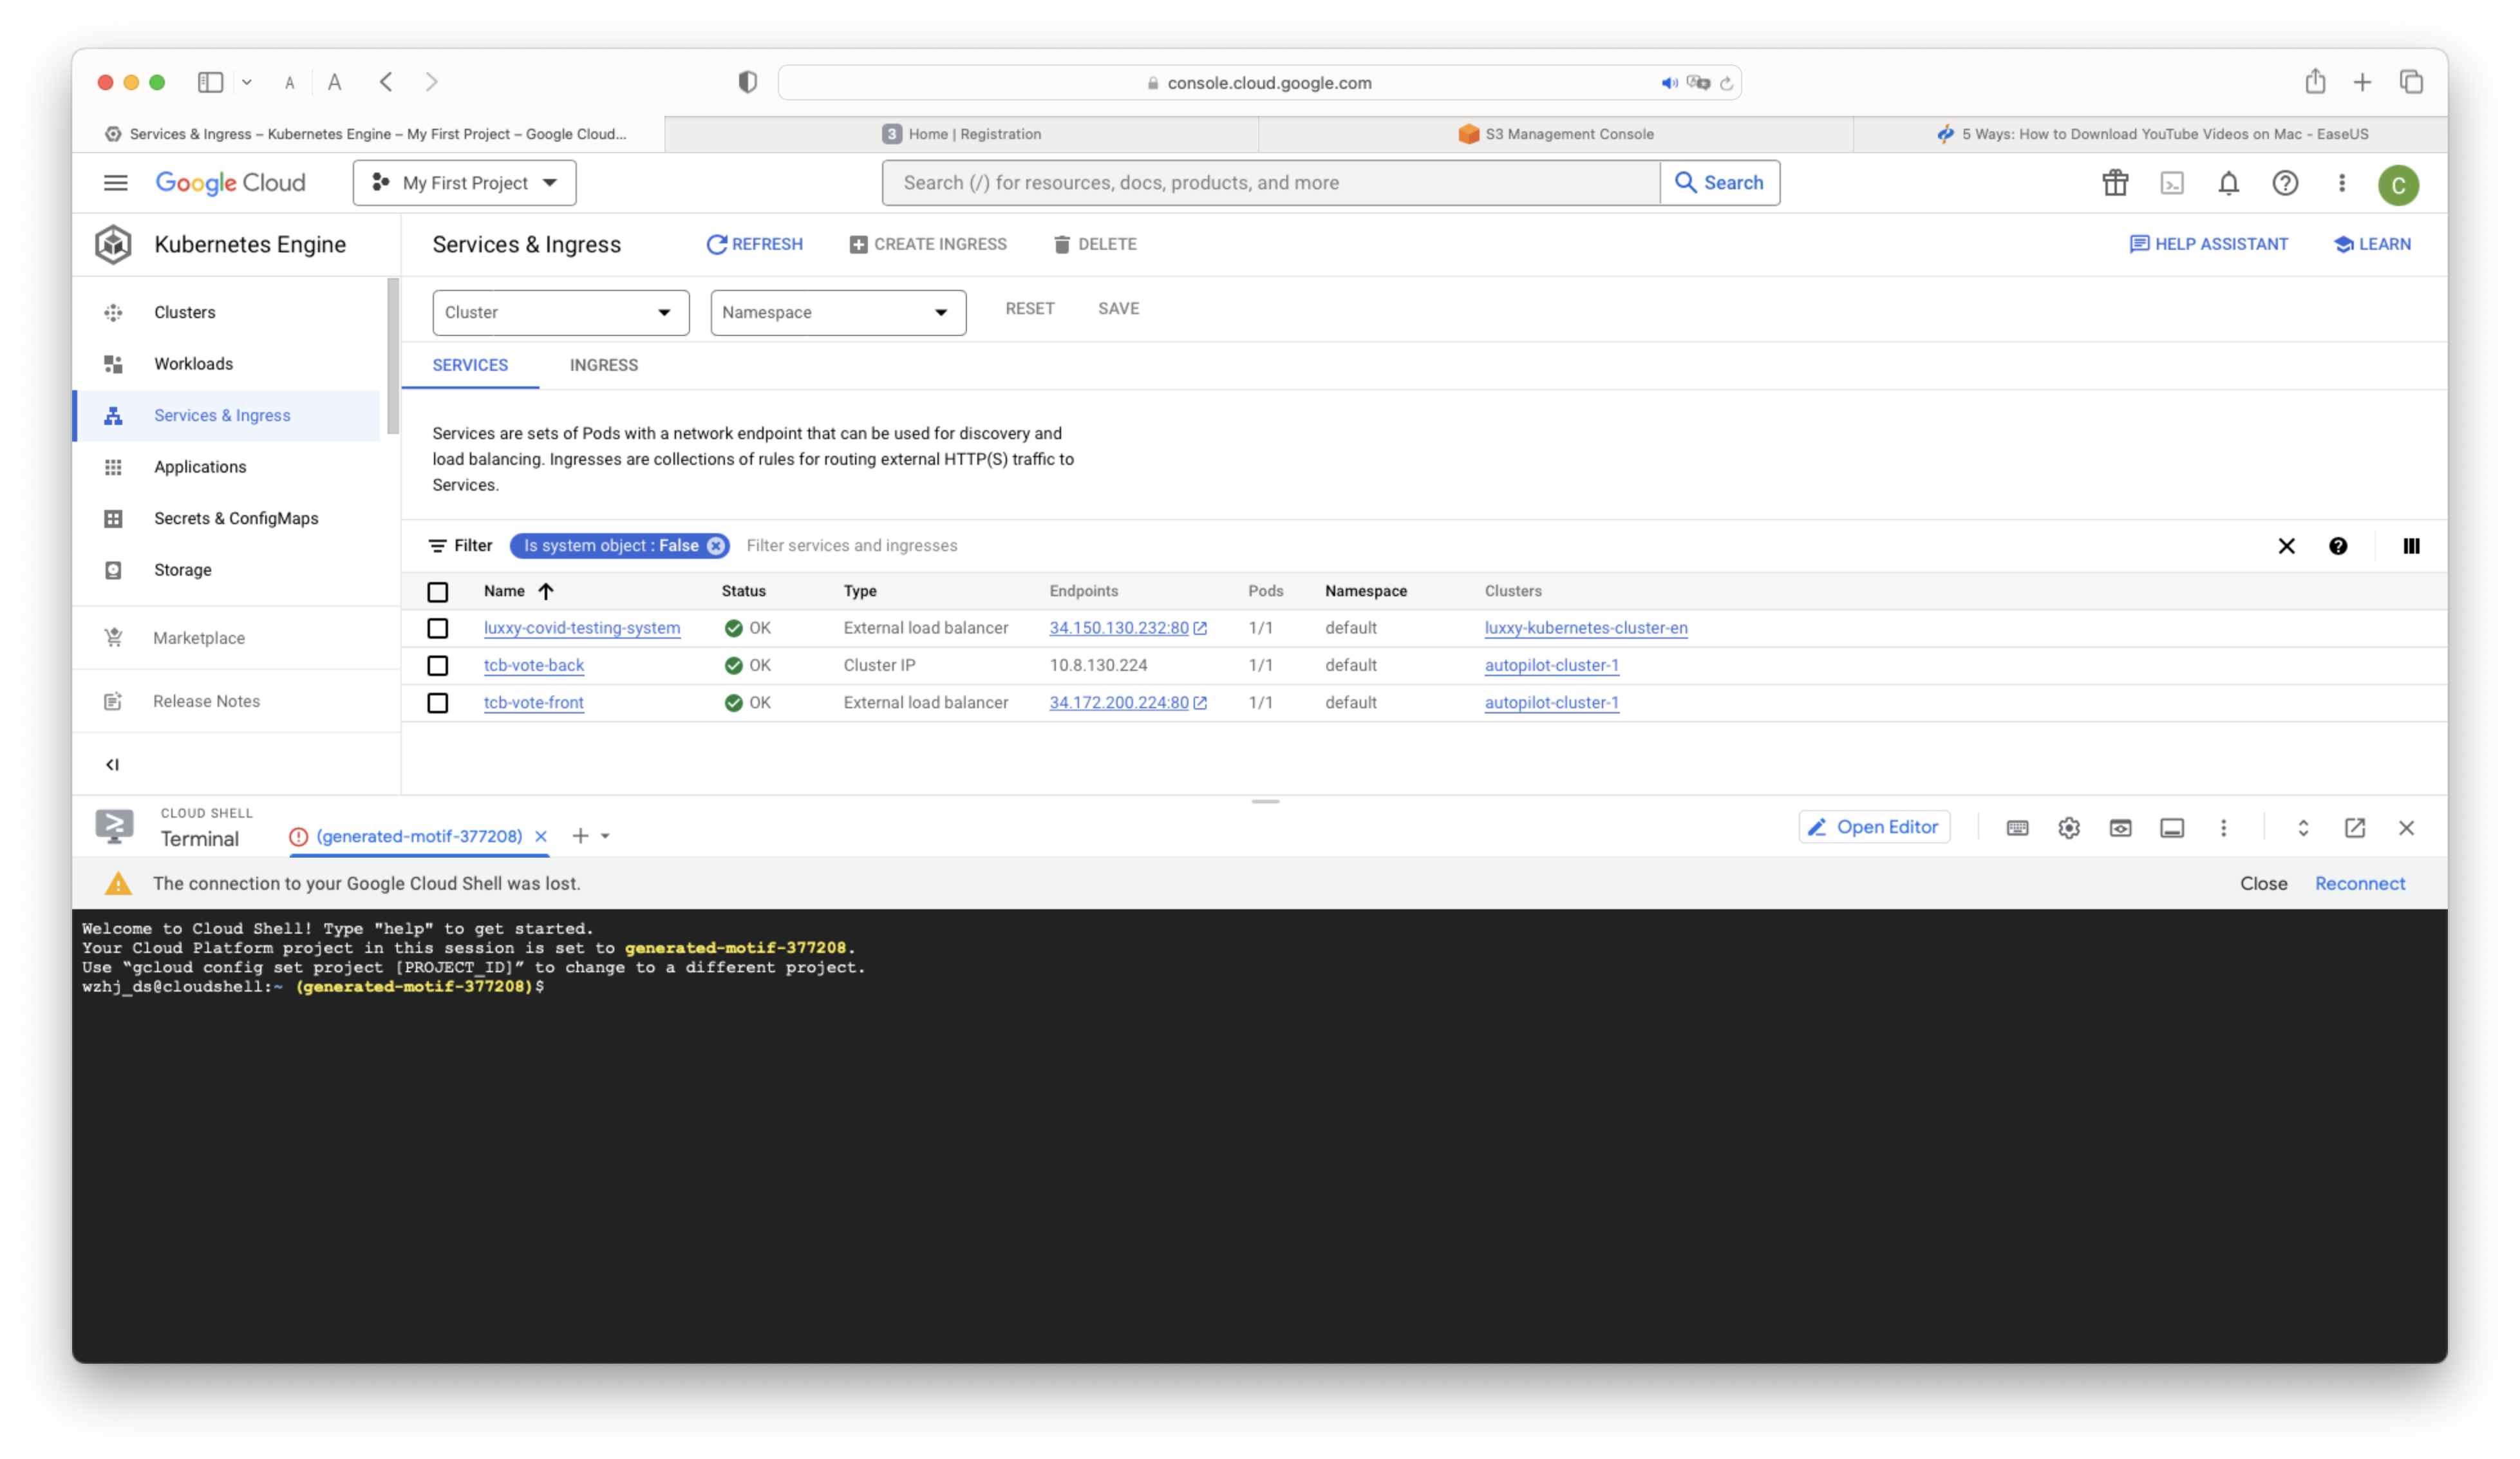 A A console.cloud.google.com
Services & Ingress – Kubernetes Engine – My First Project – Google Cloud... 3 Home | Registration S3 Management Console 5 Ways: How to Download YouTube Videos on Mac - EaseUS
Google Cloud My First Project Search (/) for resources, docs, products, and more Search C
Kubernetes Engine Services & Ingress REFRESH CREATE INGRESS DELETE HELP ASSISTANT LEARN
Clusters
Workloads
Services & Ingress
Applications
Secrets & ConfigMaps
Storage
Marketplace
Release Notes
Cluster Namespace RESET SAVE
SERVICES INGRESS
Services are sets of Pods with a network endpoint that can be used for discovery and
load balancing. Ingresses are collections of rules for routing external HTTP(S) traffic to
Services.
Filter Is system object : False Filter services and ingresses
Name Status Type Endpoints Pods Namespace Clusters
luxxy-covid-testing-system OK External load balancer 34.150.130.232:80 1/1 default luxxy-kubernetes-cluster-en
tcb-vote-back OK Cluster IP 10.8.130.224 1/1 default autopilot-cluster-1
tcb-vote-front OK External load balancer 34.172.200.224:80 1/1 default autopilot-cluster-1
CLOUD SHELL
Terminal (generated-motif-377208) Open Editor
The connection to your Google Cloud Shell was lost. Close Reconnect
Welcome to Cloud Shell! Type "help" to get started.
Your Cloud Platform project in this session is set to generated-motif-377208.
Use “gcloud config set project [PROJECT_ID]” to change to a different project.
wzhj_ds@cloudshell:~ (generated-motif-377208)$